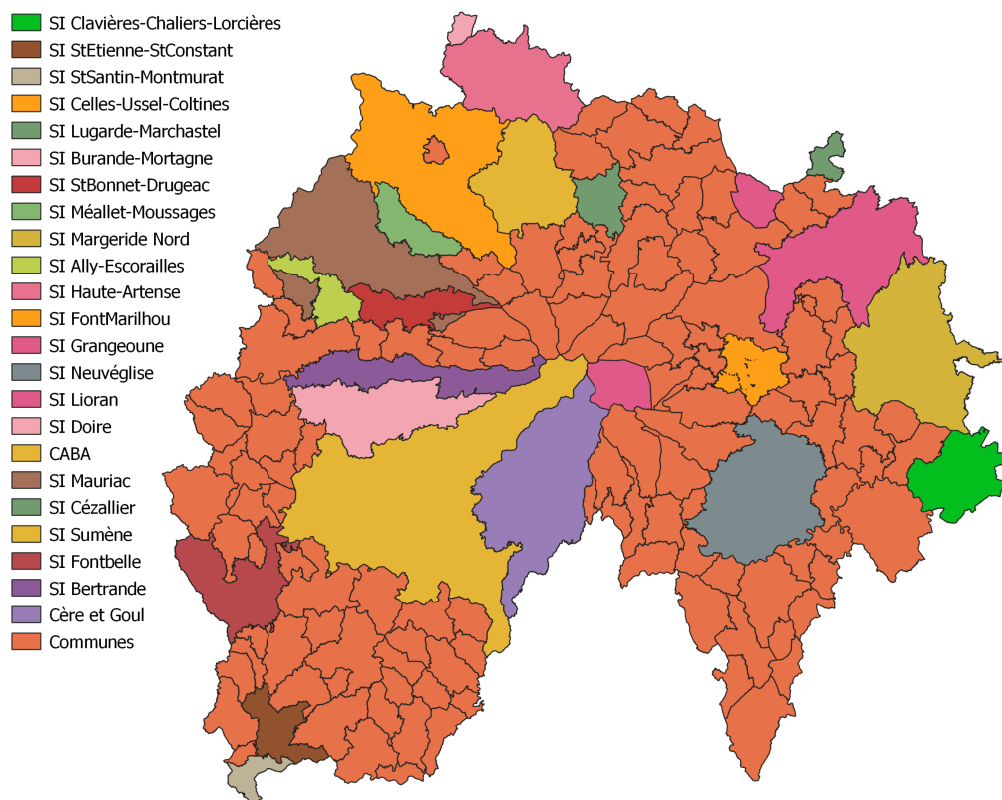 SI Clavières-Chaliers-Lorcières
SI StEtienne-StConstant
SI StSantin-Montmurat
SI Celles-Ussel-Coltines
SI Lugarde-Marchastel
SI Burande-Mortagne
SI StBonnet-Drugeac
SI Méallet-Moussages
SI Margeride Nord
SI Ally-Escorailles
SI Haute-Artense
SI FontMarilhou
SI Grangeoune
SI Neuvéglise
SI Lioran
SI Doire
CABA
SI Mauriac
SI Cézallier
SI Sumène
SI Fontbelle
SI Bertrande
Cère et Goul
Communes